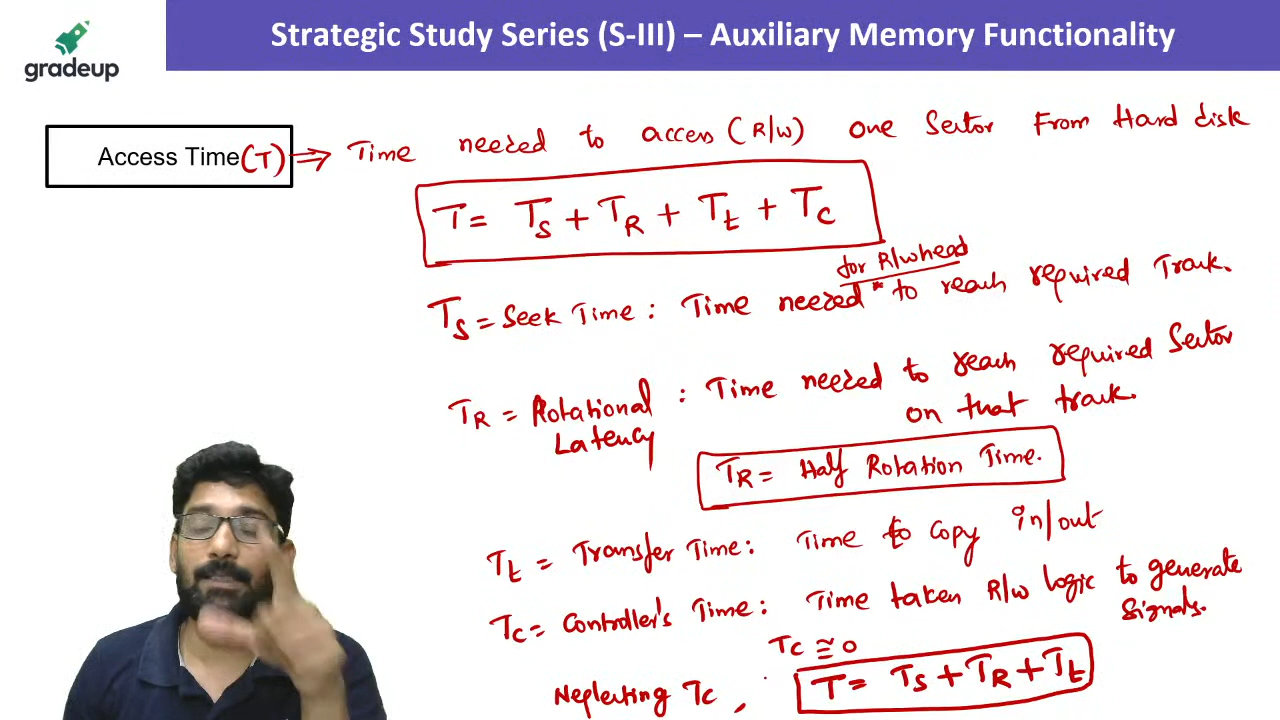 Strategic Study Series (S-III) – Auxiliary Memory Functionality
gradeup
Access Time (T) ⇒ Time needed to access (R/W) one Sector From Hard disk
T = Ts + TR + Tt + Tc
for R/W head
Ts = Seek Time : Time needed to reach required Track.
TR = Rotational Latency : Time needed to reach required Sector
on that track.
TR = Half Rotation Time.
Tt = Transfer Time : Time to copy in/out
Tc = Controller's Time : Time taken R/W logic to generate
signals.
Tc ≅ 0
Neglecting Tc , T = Ts + TR + Tt